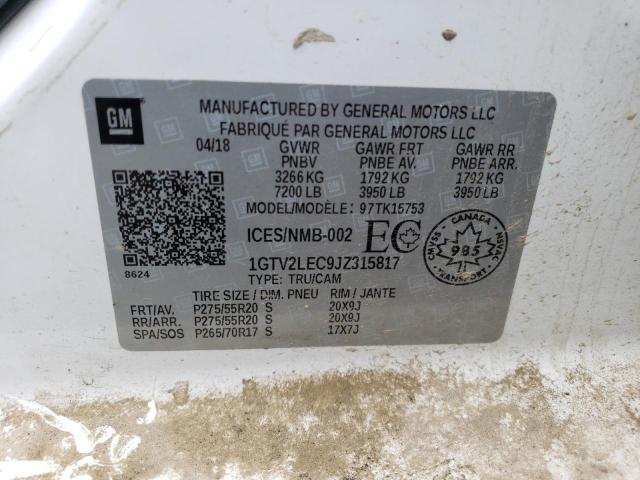 GM
MANUFACTURED BY GENERAL MOTORS LLC
FABRIQUÉ PAR GENERAL MOTORS LLC
04/18 GVWR GAWR FRT GAWR RR
PNBV PNBE AV. PNBE ARR.
3266 KG 1792 KG 1792 KG
7200 LB 3950 LB 3950 LB
MODEL/MODÈLE: 97TK15753
ICES/NMB-002 EC
CANADA
CMVSS 985 NSVAC
1GTV2LEC9JZ315817
8624
TYPE: TRU/CAM
TIRE SIZE / DIM. PNEU RIM / JANTE
FRT/AV. P275/55R20 S 20X9J
RR/ARR. P275/55R20 S 20X9J
SPA/SOS P265/70R17 S 17X7J